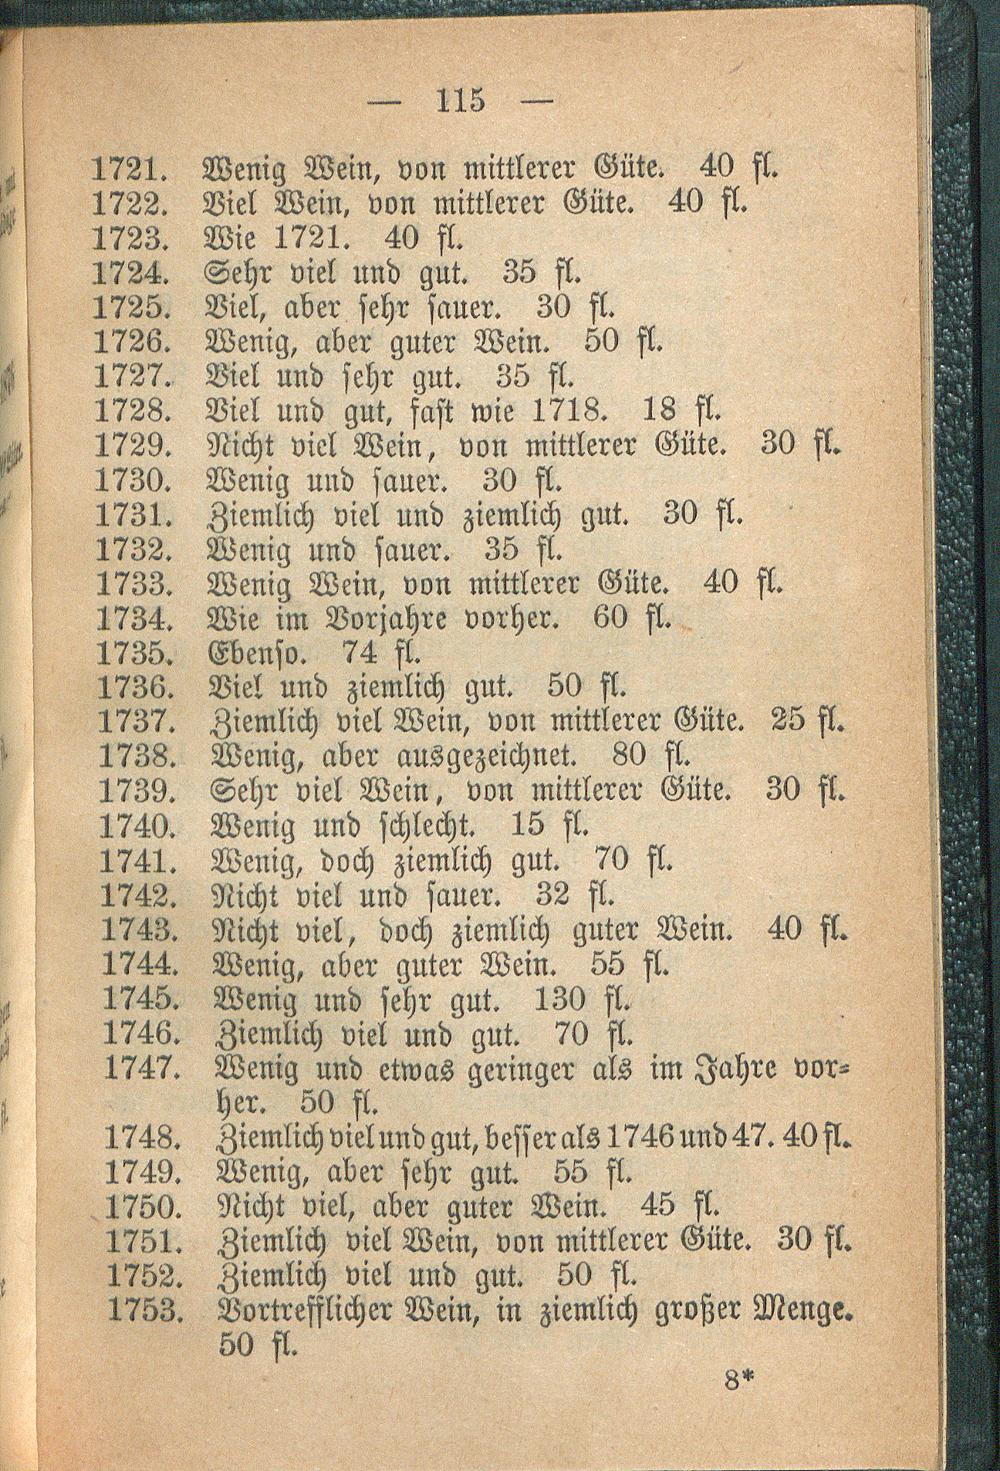 — 115 —
1721. Wenig Wein, von mittlerer Güte. 40 fl.
1722. Viel Wein, von mittlerer Güte. 40 fl.
1723. Wie 1721. 40 fl.
1724. Sehr viel und gut. 35 fl.
1725. Viel, aber sehr sauer. 30 fl.
1726. Wenig, aber guter Wein. 50 fl.
1727. Viel und sehr gut. 35 fl.
1728. Viel und gut, fast wie 1718. 18 fl.
1729. Nicht viel Wein, von mittlerer Güte. 30 fl.
1730. Wenig und sauer. 30 fl.
1731. Ziemlich viel und ziemlich gut. 30 fl.
1732. Wenig und sauer. 35 fl.
1733. Wenig Wein, von mittlerer Güte. 40 fl.
1734. Wie im Vorjahre vorher. 60 fl.
1735. Ebenso. 74 fl.
1736. Viel und ziemlich gut. 50 fl.
1737. Ziemlich viel Wein, von mittlerer Güte. 25 fl.
1738. Wenig, aber ausgezeichnet. 80 fl.
1739. Sehr viel Wein, von mittlerer Güte. 30 fl.
1740. Wenig und schlecht. 15 fl.
1741. Wenig, doch ziemlich gut. 70 fl.
1742. Nicht viel und sauer. 32 fl.
1743. Nicht viel, doch ziemlich guter Wein. 40 fl.
1744. Wenig, aber guter Wein. 55 fl.
1745. Wenig und sehr gut. 130 fl.
1746. Ziemlich viel und gut. 70 fl.
1747. Wenig und etwas geringer als im Jahre vor-
her. 50 fl.
1748. Ziemlich viel und gut, besser als 1746 und 47. 40 fl.
1749. Wenig, aber sehr gut. 55 fl.
1750. Nicht viel, aber guter Wein. 45 fl.
1751. Ziemlich viel Wein, von mittlerer Güte. 30 fl.
1752. Ziemlich viel und gut. 50 fl.
1753. Vortrefflicher Wein, in ziemlich großer Menge.
50 fl.
8*